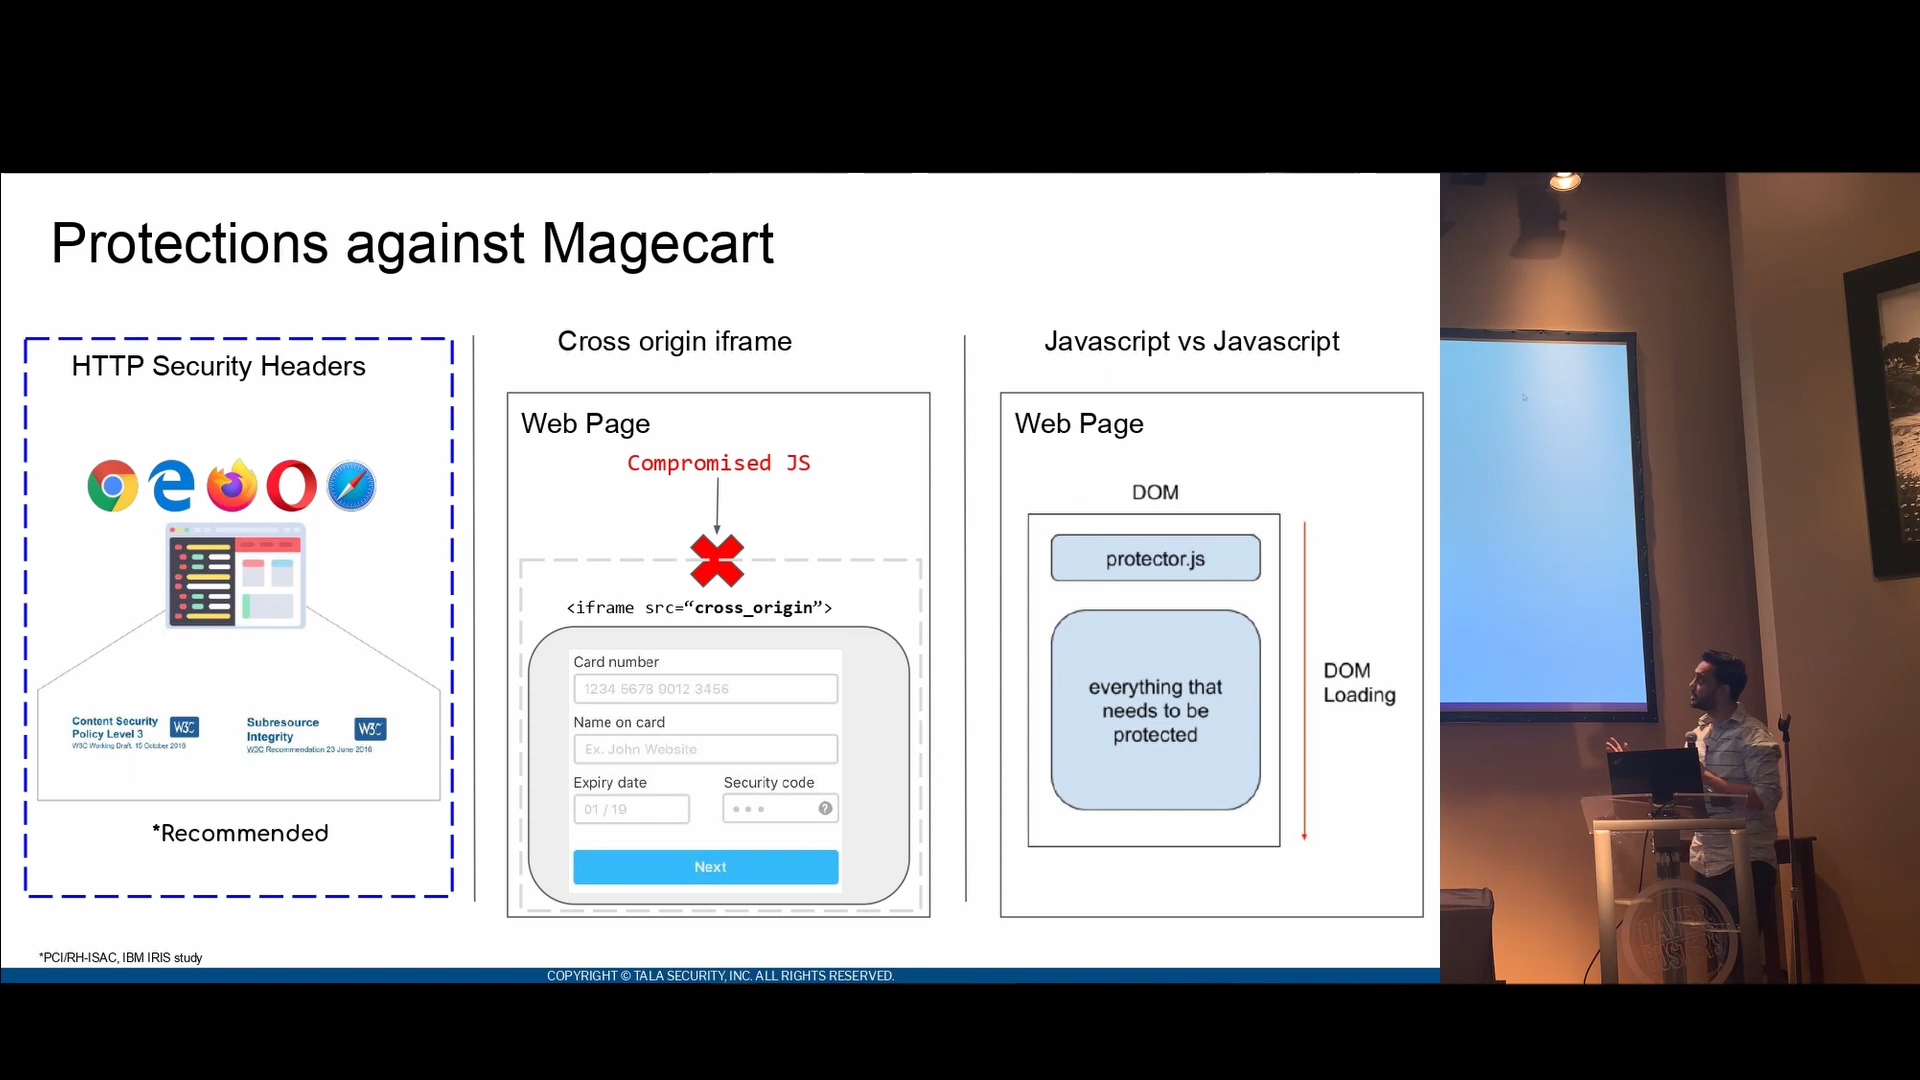 Protections against Magecart
HTTP Security Headers
Content Security
Policy Level 3
W3C
W3C Working Draft, 15 October 2018
Subresource
Integrity
W3C
W3C Recommendation 23 June 2016
*Recommended
Cross origin iframe
Web Page
Compromised JS
<iframe src=“cross_origin”>
Card number
1234 5678 9012 3456
Name on card
Ex. John Website
Expiry date
Security code
01 / 19
?
Next
Javascript vs Javascript
Web Page
DOM
protector.js
everything that
needs to be
protected
DOM
Loading
*PCI/RH-ISAC, IBM IRIS study
COPYRIGHT © TALA SECURITY, INC. ALL RIGHTS RESERVED.
DAVE &
BUSTER'S